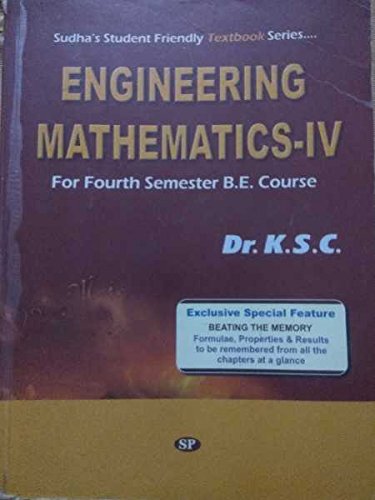 Sudha's Student Friendly Textbook Series....
ENGINEERING
MATHEMATICS-IV
For Fourth Semester B.E. Course
Dr. K.S.C.
Exclusive Special Feature
BEATING THE MEMORY
Formulae, Properties & Results
to be remembered from all the
chapters at a glance
SP